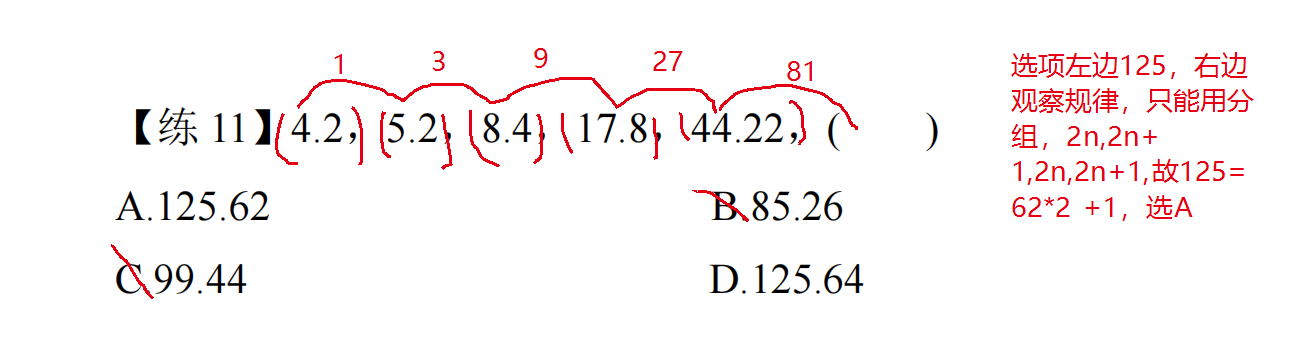 1 3 9 27 81
【练 11】4.2，5.2，8.4，17.8，44.22，(　　)
A.125.62 B.85.26
C.99.44 D.125.64
选项左边125，右边
观察规律，只能用分
组，2n,2n+
1,2n,2n+1,故125=
62*2 +1，选A